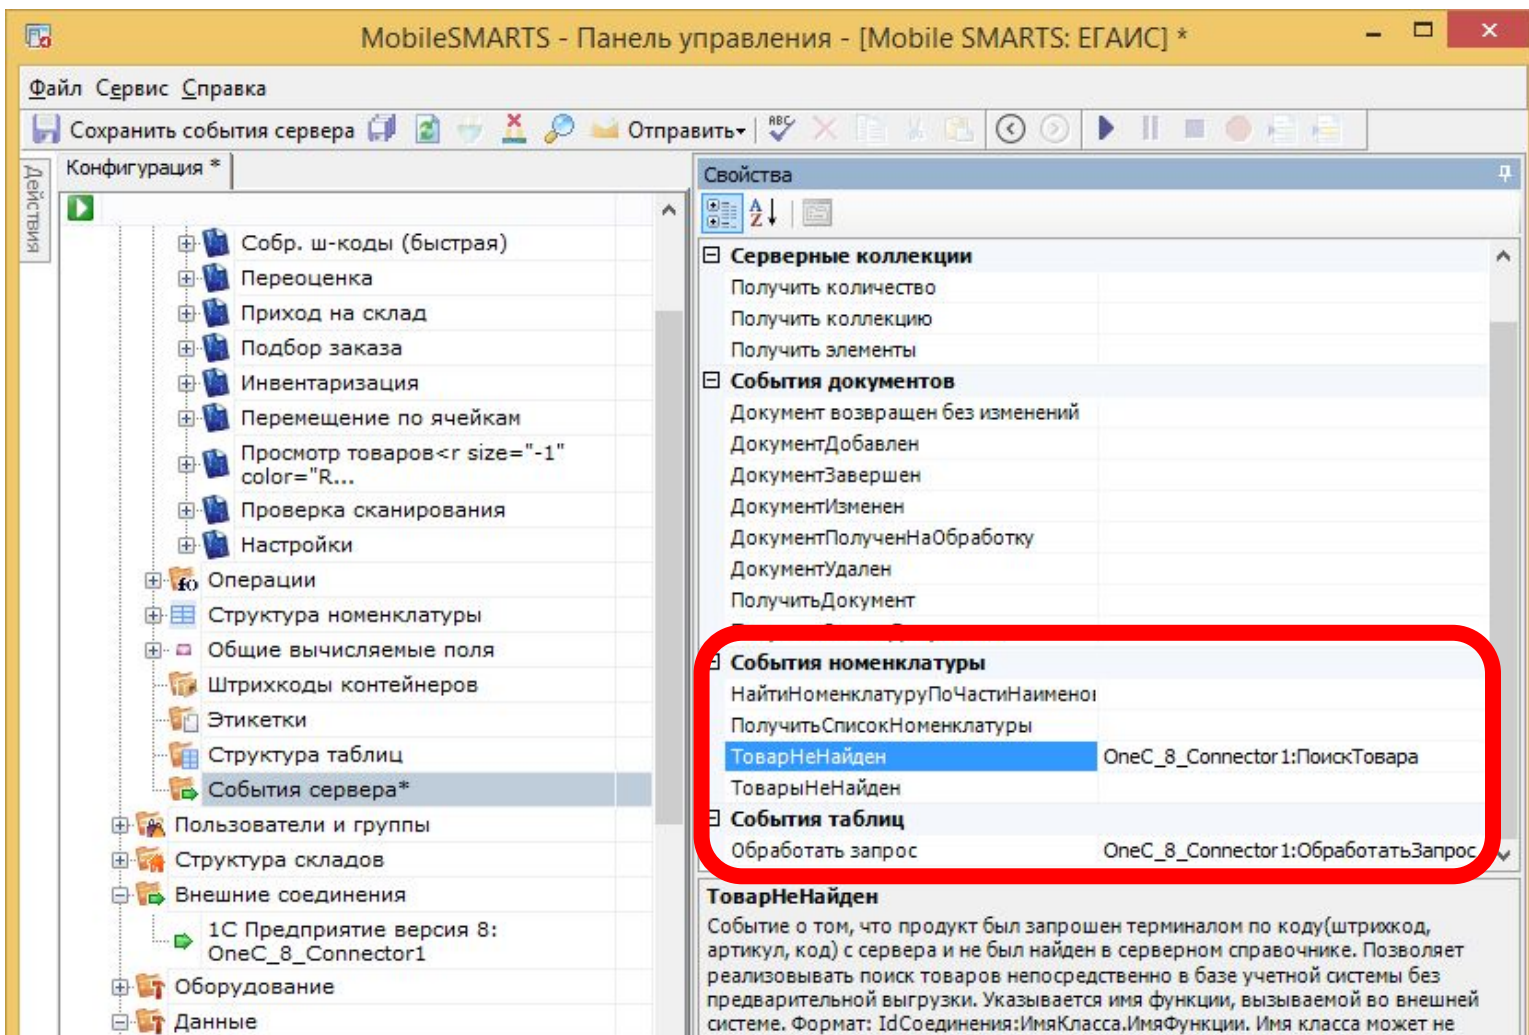 MobileSMARTS - Панель управления - [Mobile SMARTS: ЕГАИС] *
Файл Сервис Справка
Сохранить события сервера Отправить
Действия
Конфигурация *
Собр. ш-коды (быстрая)
Переоценка
Приход на склад
Подбор заказа
Инвентаризация
Перемещение по ячейкам
Просмотр товаров<r size="-1"
color="R...
Проверка сканирования
Настройки
Операции
Структура номенклатуры
Общие вычисляемые поля
Штрихкоды контейнеров
Этикетки
Структура таблиц
События сервера*
Пользователи и группы
Структура складов
Внешние соединения
1С Предприятие версия 8:
OneC_8_Connector1
Оборудование
Данные
Свойства
Серверные коллекции
Получить количество
Получить коллекцию
Получить элементы
События документов
Документ возвращен без изменений
ДокументДобавлен
ДокументЗавершен
ДокументИзменен
ДокументПолученНаОбработку
ДокументУдален
ПолучитьДокумент
События номенклатуры
НайтиНоменклатуруПоЧастиНаименов
ПолучитьСписокНоменклатуры
ТоварНеНайден OneC_8_Connector1:ПоискТовара
ТоварыНеНайден
События таблиц
Обработать запрос OneC_8_Connector1:ОбработатьЗапрос
ТоварНеНайден
Событие о том, что продукт был запрошен терминалом по коду(штрихкод,
артикул, код) с сервера и не был найден в серверном справочнике. Позволяет
реализовывать поиск товаров непосредственно в базе учетной системы без
предварительной выгрузки. Указывается имя функции, вызываемой во внешней
системе. Формат: IdСоединения:ИмяКласса.ИмяФункции. Имя класса может не